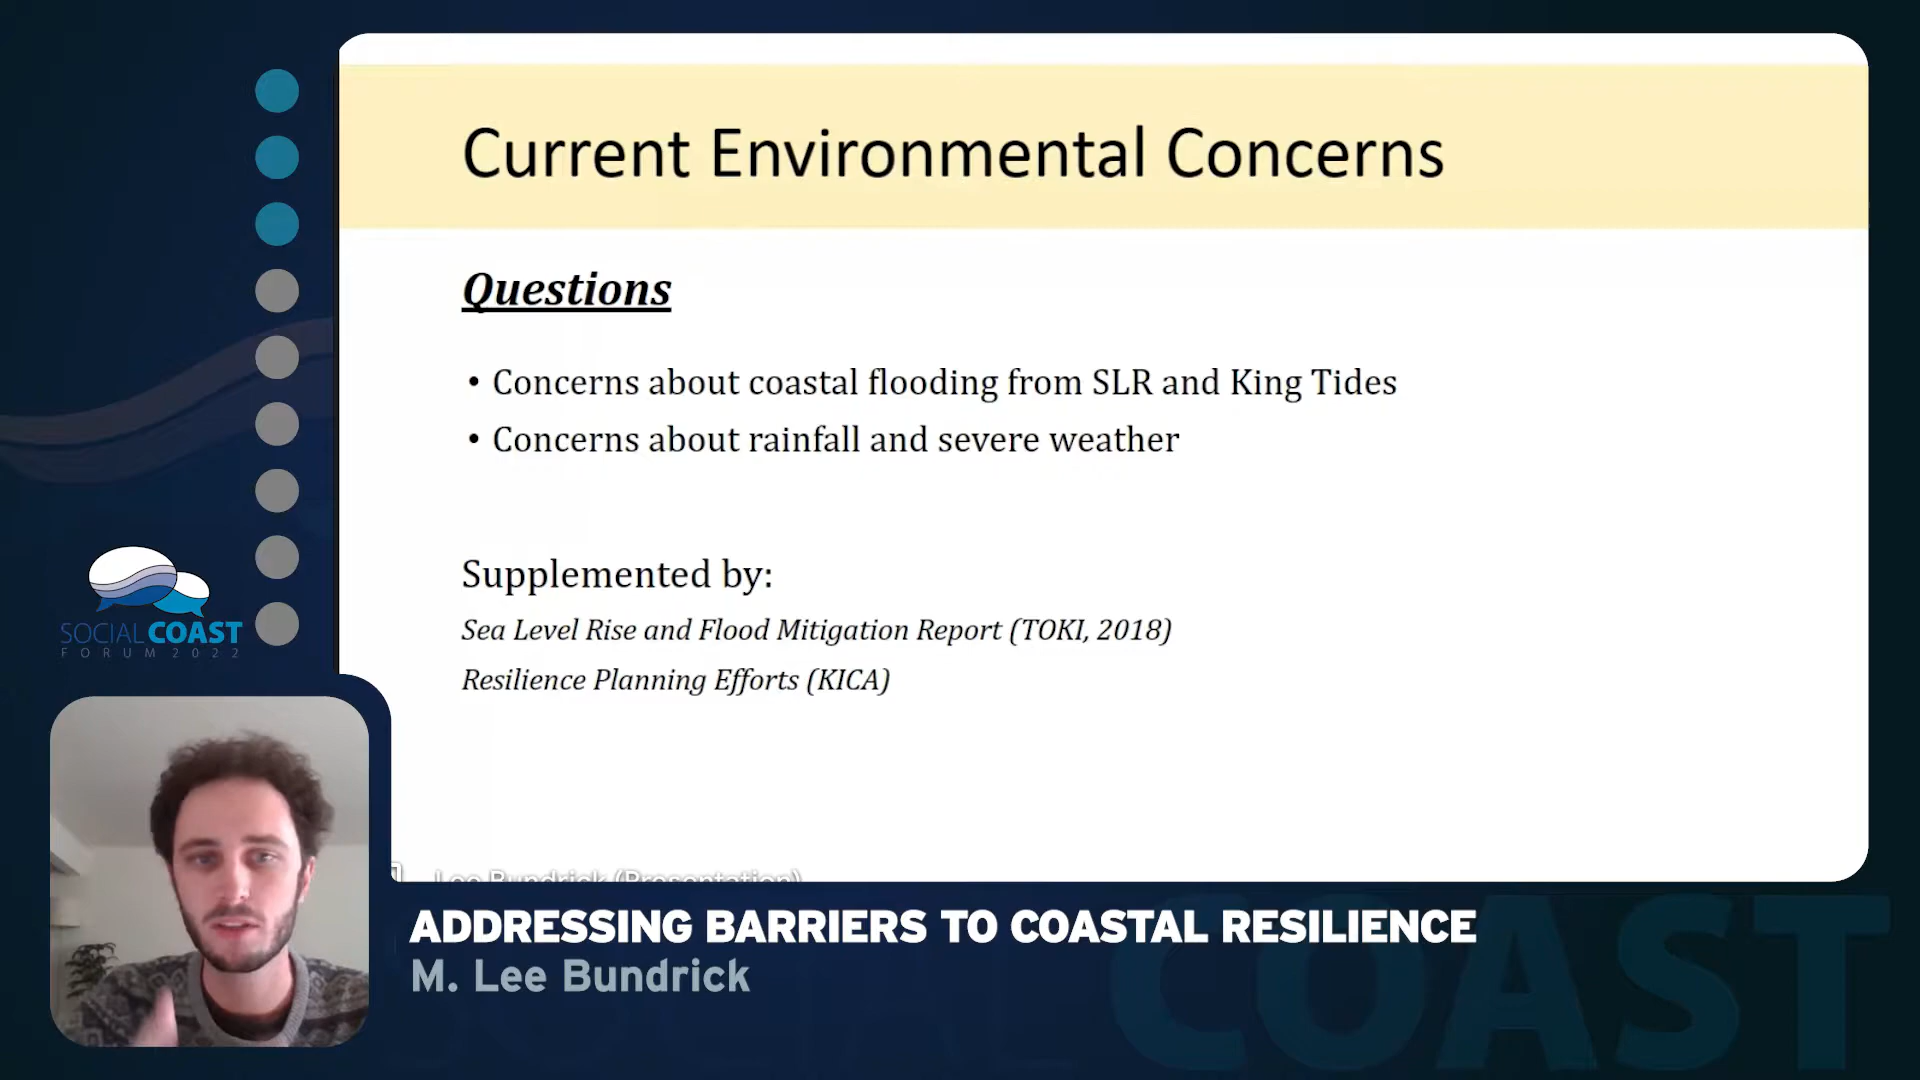 Current Environmental Concerns
Questions
• Concerns about coastal flooding from SLR and King Tides
• Concerns about rainfall and severe weather
Supplemented by:
Sea Level Rise and Flood Mitigation Report (TOKI, 2018)
Resilience Planning Efforts (KICA)
SOCIAL COAST
FORUM 2022
Lee Bundrick (Presentation)
ADDRESSING BARRIERS TO COASTAL RESILIENCE
M. Lee Bundrick
SOCIAL COAST